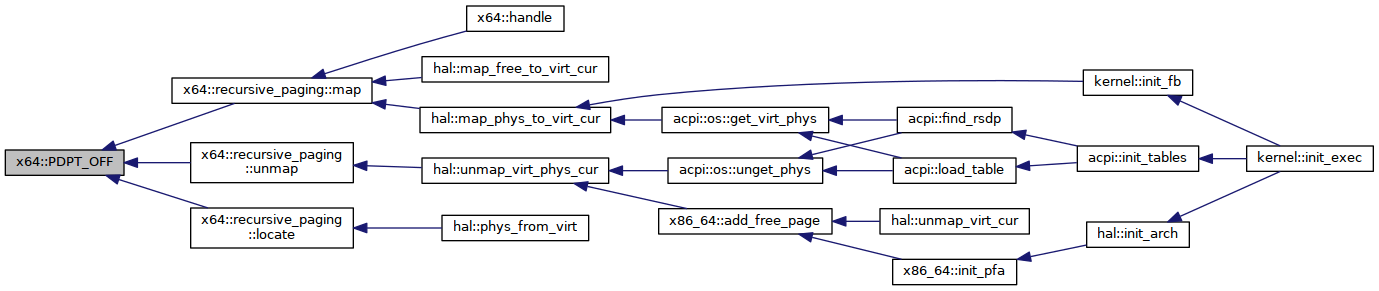 x64::PDPT_OFF
x64::recursive_paging::map
x64::recursive_paging
::unmap
x64::recursive_paging
::locate
x64::handle
hal::map_free_to_virt_cur
hal::map_phys_to_virt_cur
hal::unmap_virt_phys_cur
hal::phys_from_virt
acpi::os::get_virt_phys
acpi::os::unget_phys
x86_64::add_free_page
acpi::find_rsdp
acpi::load_table
hal::unmap_virt_cur
x86_64::init_pfa
kernel::init_fb
acpi::init_tables
hal::init_arch
kernel::init_exec